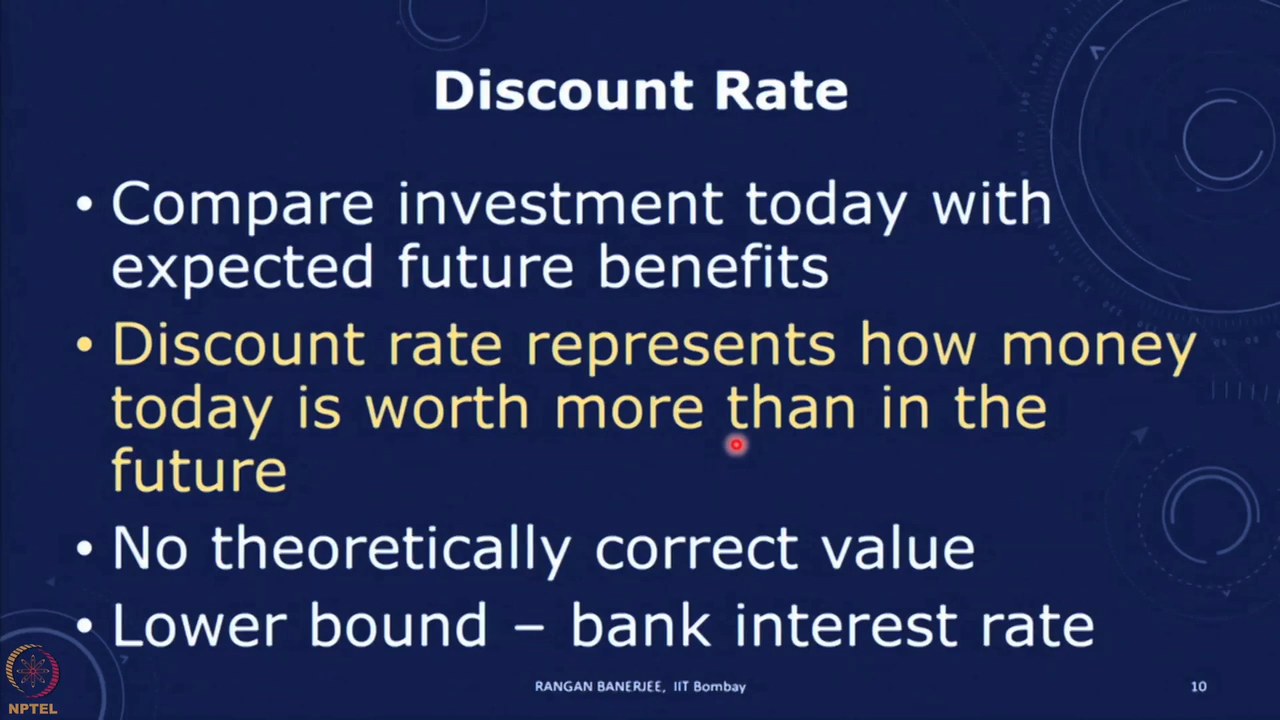 Discount Rate
• Compare investment today with
expected future benefits
• Discount rate represents how money
today is worth more than in the
future
• No theoretically correct value
• Lower bound – bank interest rate
NPTEL
RANGAN BANERJEE, IIT Bombay
10